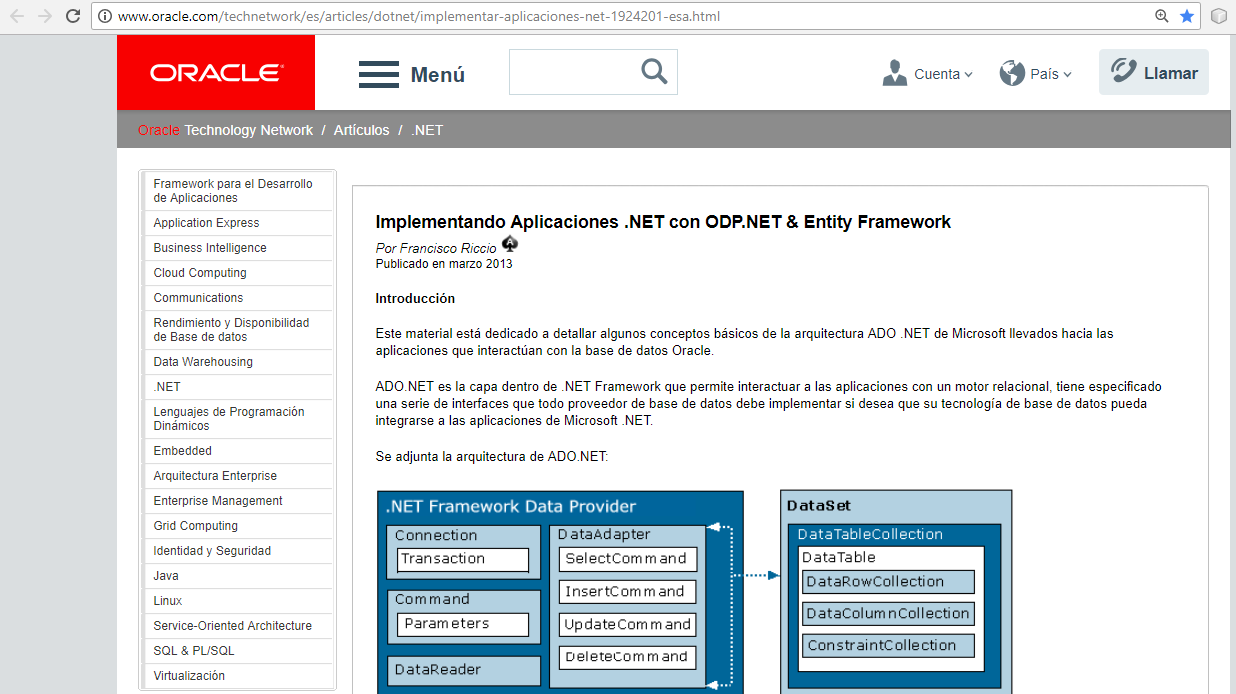 www.oracle.com/technetwork/es/articles/dotnet/implementar-aplicaciones-net-1924201-esa.html
ORACLE
Menú
Cuenta
País
Llamar
Oracle Technology Network / Artículos / .NET
Framework para el Desarrollo
de Aplicaciones
Application Express
Business Intelligence
Cloud Computing
Communications
Rendimiento y Disponibilidad
de Base de datos
Data Warehousing
.NET
Lenguajes de Programación
Dinámicos
Embedded
Arquitectura Enterprise
Enterprise Management
Grid Computing
Identidad y Seguridad
Java
Linux
Service-Oriented Architecture
SQL & PL/SQL
Virtualización
Implementando Aplicaciones .NET con ODP.NET & Entity Framework
Por Francisco Riccio
Publicado en marzo 2013
Introducción
Este material está dedicado a detallar algunos conceptos básicos de la arquitectura ADO .NET de Microsoft llevados hacia las
aplicaciones que interactúan con la base de datos Oracle.
ADO.NET es la capa dentro de .NET Framework que permite interactuar a las aplicaciones con un motor relacional, tiene especificado
una serie de interfaces que todo proveedor de base de datos debe implementar si desea que su tecnología de base de datos pueda
integrarse a las aplicaciones de Microsoft .NET.
Se adjunta la arquitectura de ADO.NET:
.NET Framework Data Provider
Connection
Transaction
Command
Parameters
DataReader
DataAdapter
SelectCommand
InsertCommand
UpdateCommand
DeleteCommand
DataSet
DataTableCollection
DataTable
DataRowCollection
DataColumnCollection
ConstraintCollection